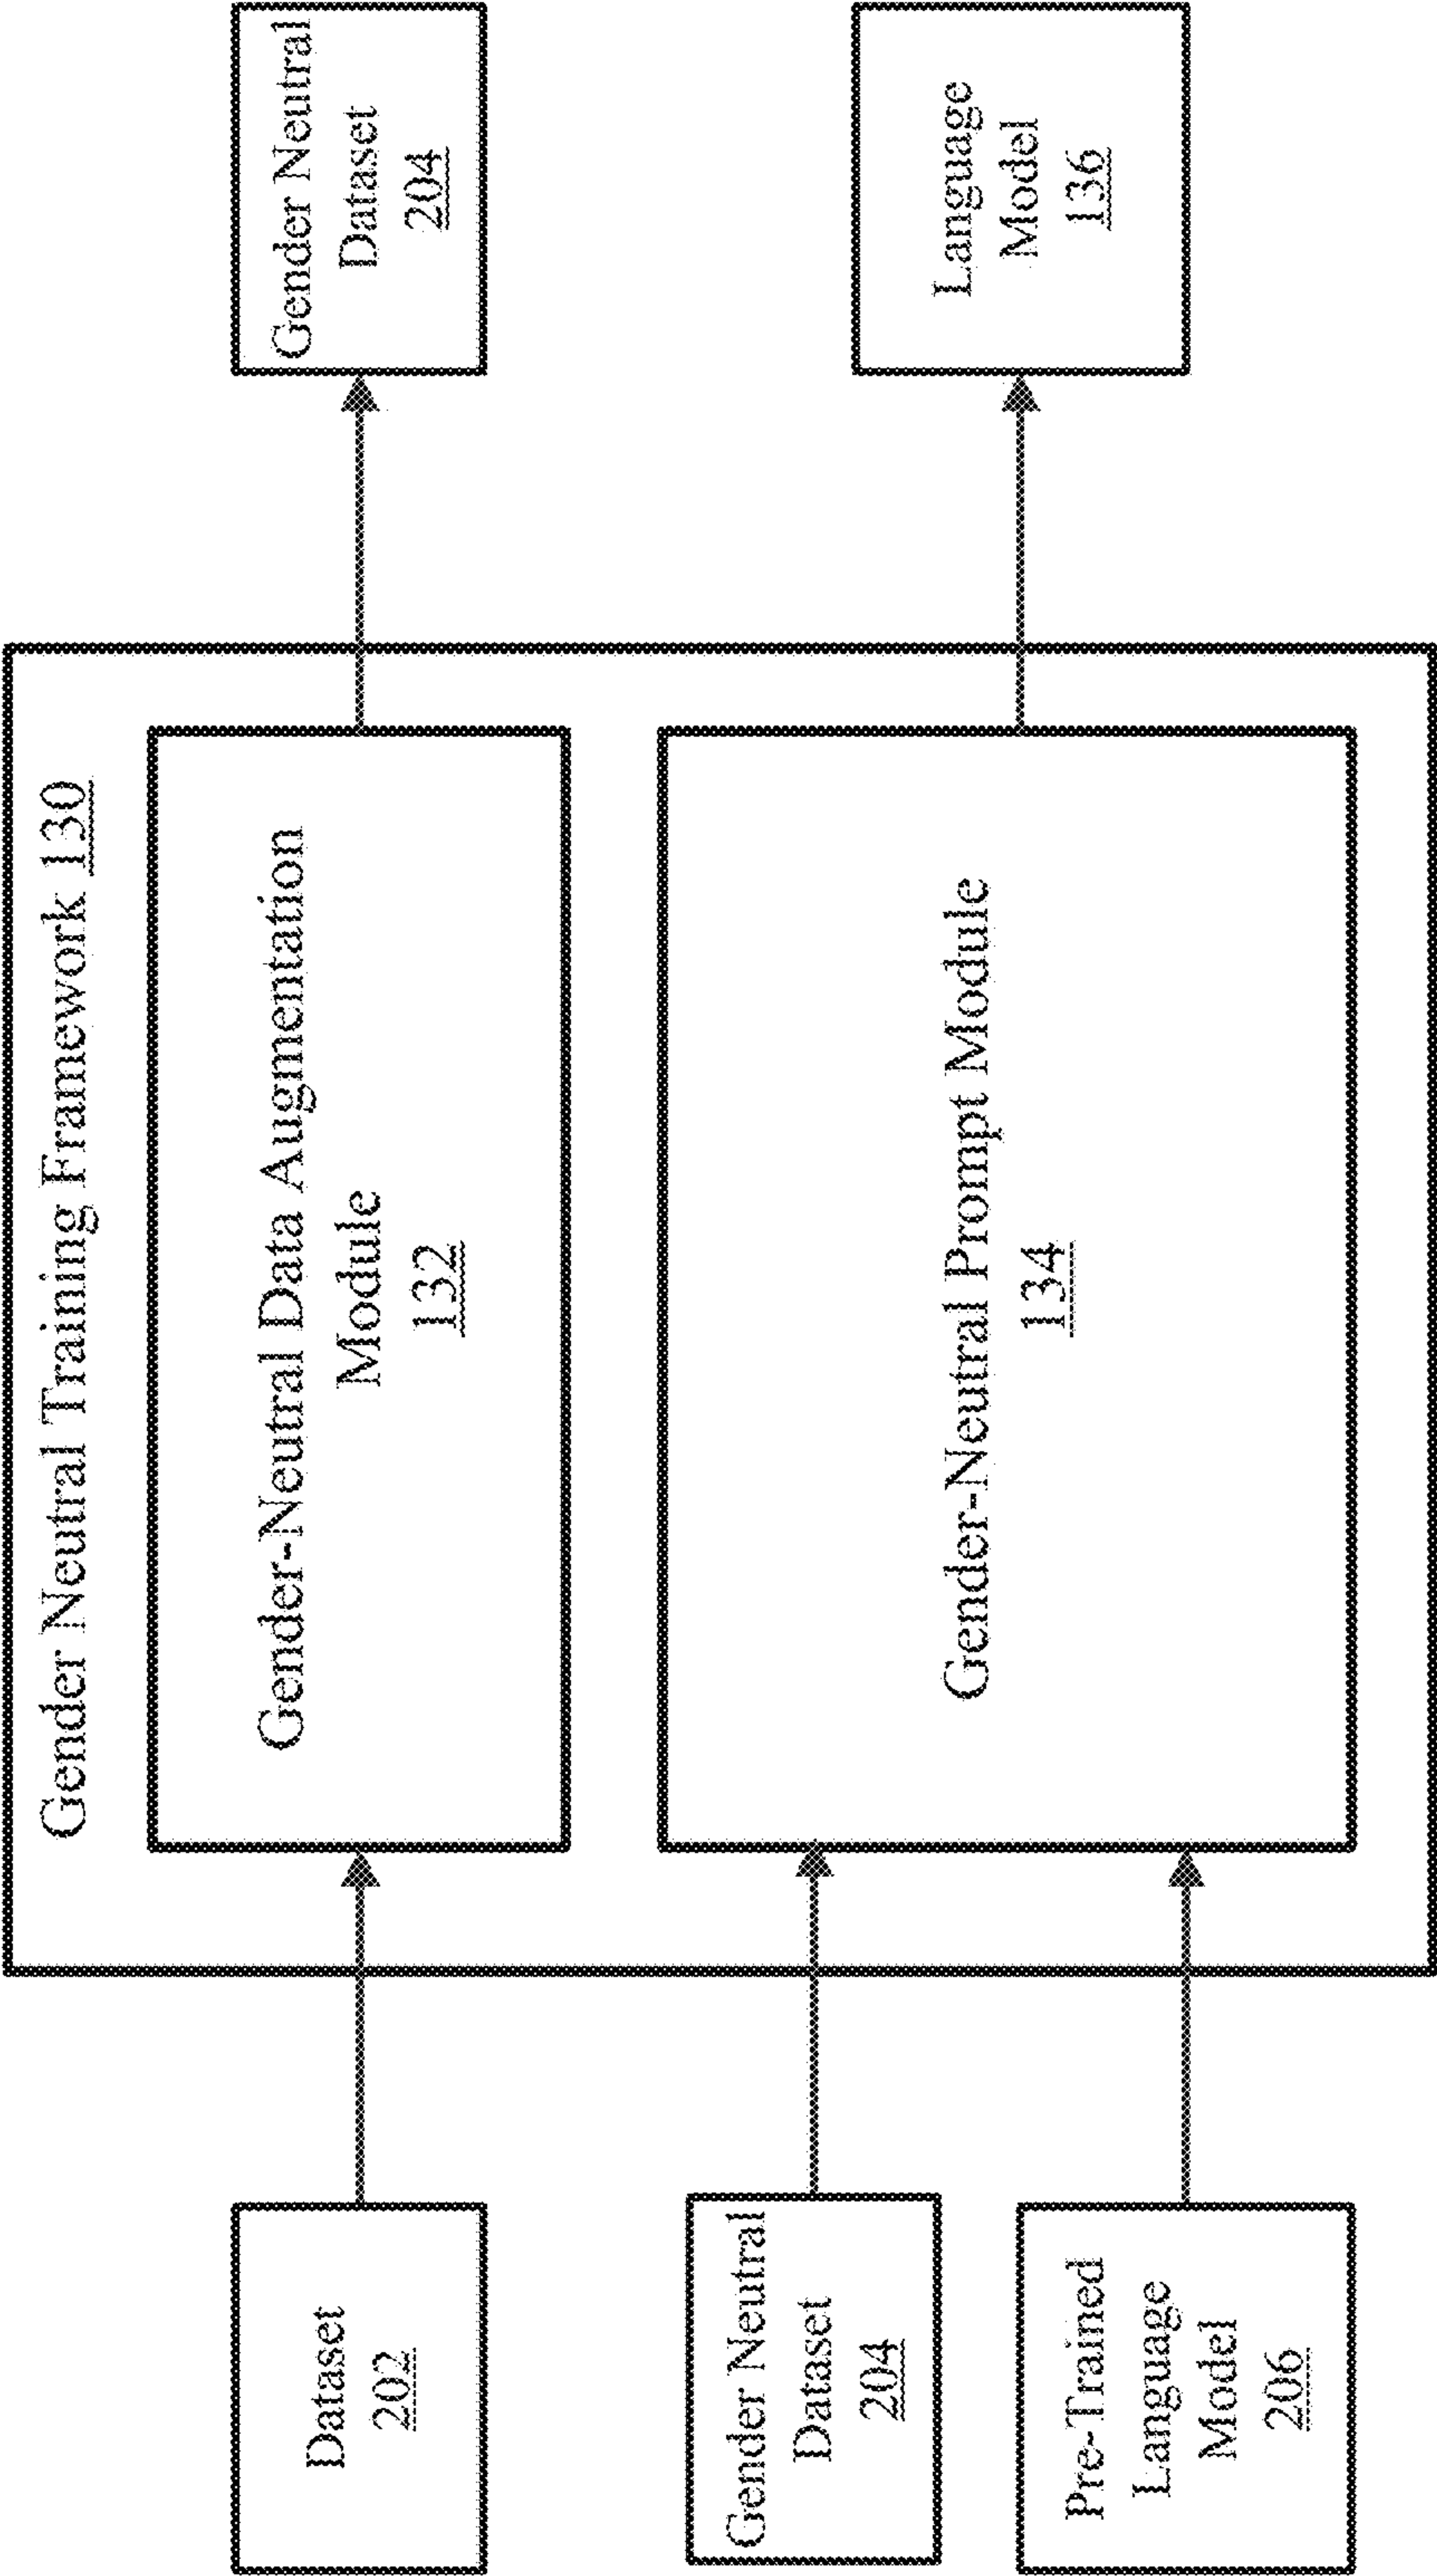 Gender Neutral Training Framework 130
Dataset
202
Gender-Neutral Data Augmentation
Module
132
Gender Neutral
Dataset
204
Gender Neutral
Dataset
204
Pre-Trained
Language
Model
206
Gender-Neutral Prompt Module
134
Language
Model
136